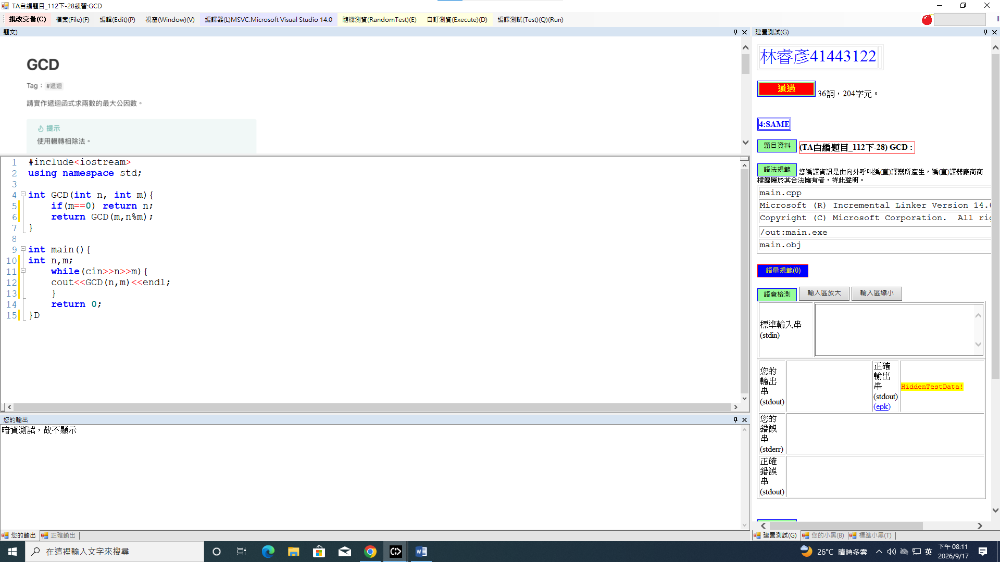 TA自編題目_112下-28練習:GCD
批改交卷(C) 檔案(File)(F) 編輯(Edit)(P) 視窗(Window)(V) 編譯器(L)MSVC:Microsoft Visual Studio 14.0 隨機測資(RandomTest)(E) 自訂測資(Execute)(D) 編譯測試(Test)(Q)(Run)
題文)
GCD
Tag：#遞迴
請實作遞迴函式求兩數的最大公因數。
提示
使用輾轉相除法。
1 #include<iostream>
2 using namespace std;
3
4 int GCD(int n, int m){
5 if(m==0) return n;
6 return GCD(m,n%m);
7 }
8
9 int main(){
10 int n,m;
11 while(cin>>n>>m){
12 cout<<GCD(n,m)<<endl;
13 }
14 return 0;
15 }D
您的輸出
暗資測試，故不顯示
您的輸出 正確輸出
建置測試(G)
林睿彥41443122
通過 36詞，204字元。
4:SAME
題目資料 (TA自編題目_112下-28) GCD :
語法規範 您編譯資訊是由向外呼叫編(直)譯器所產生，編(直)譯器廠商商
標歸屬於其合法擁有者，特此聲明。
main.cpp
Microsoft (R) Incremental Linker Version 14.0
Copyright (C) Microsoft Corporation. All rig
/out:main.exe
main.obj
語量規範(0)
語意檢測 輸入區放大 輸入區縮小
標準輸入串
(stdin)
您的
輸出
串
(stdout)
正確
輸出
串
(stdout)
(epk)
HiddenTestData!
您的
錯誤
串
(stderr)
正確
錯誤
串
(stdout)
建置測試(G) 您的小黑(B) 標準小黑(T)
在這裡輸入文字來搜尋
26°C 晴時多雲
英
下午 08:11
2026/9/17